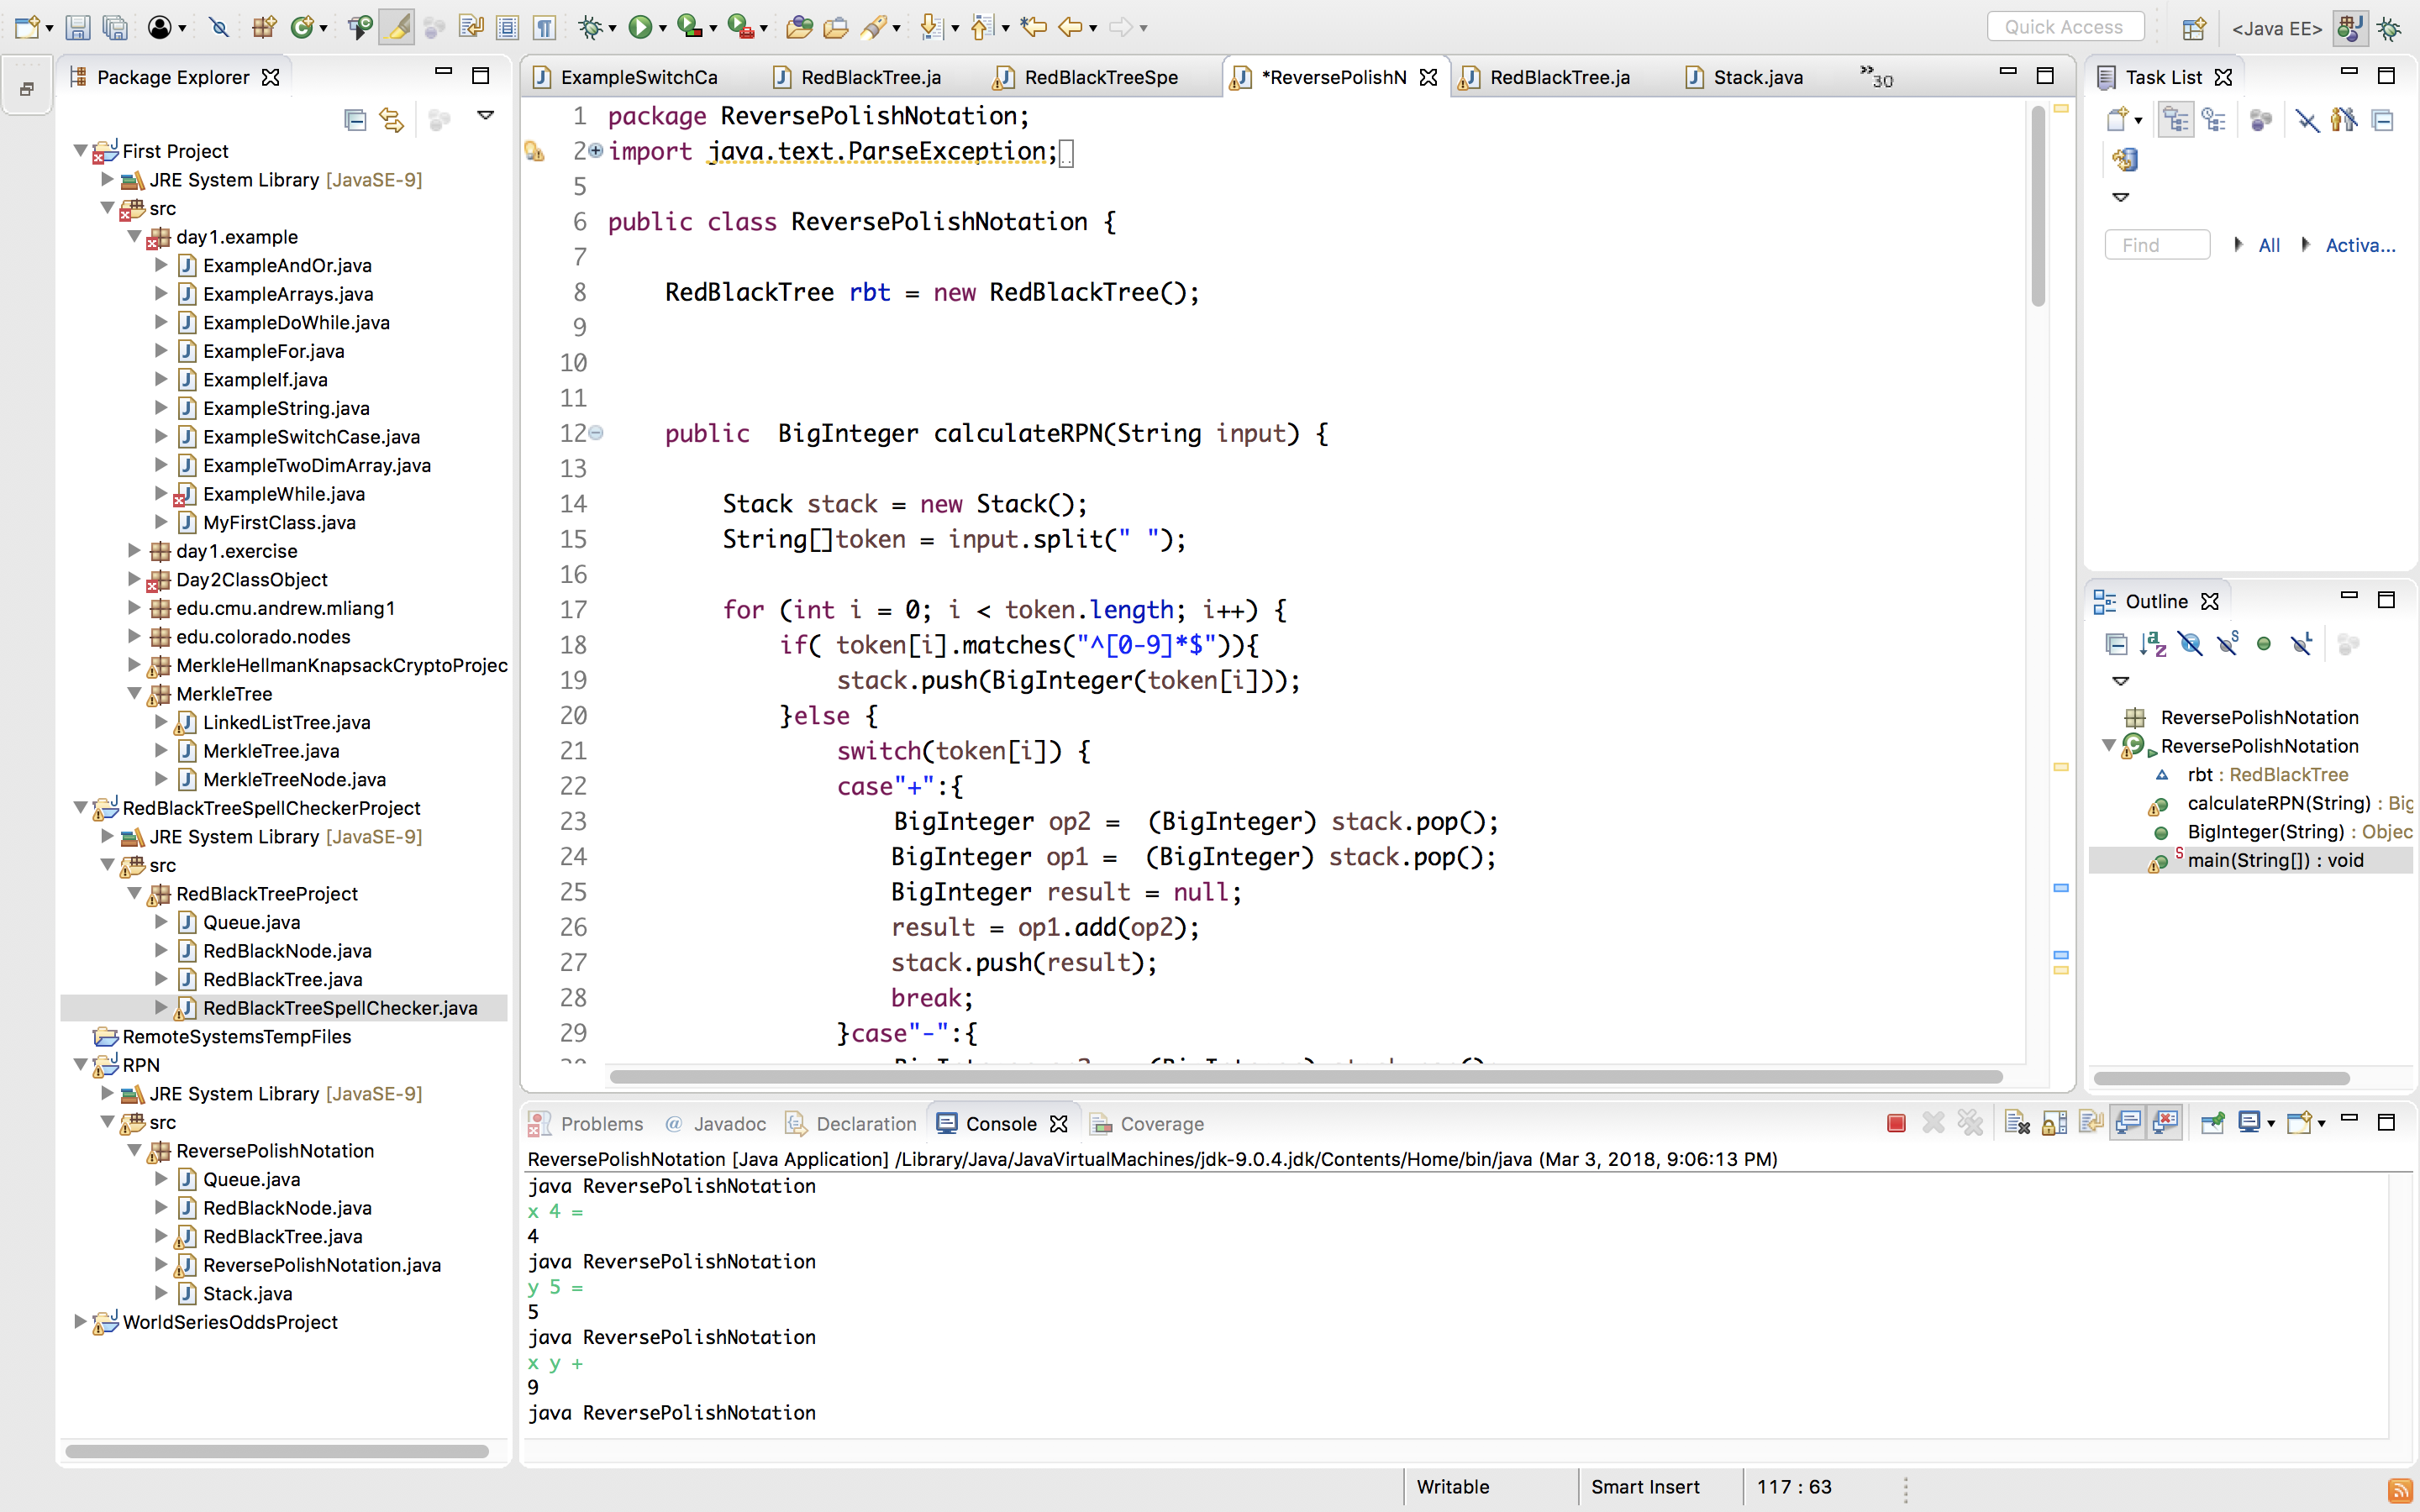 Quick Access
<Java EE>
Package Explorer
First Project
JRE System Library [JavaSE-9]
src
day1.example
ExampleAndOr.java
ExampleArrays.java
ExampleDoWhile.java
ExampleFor.java
ExampleIf.java
ExampleString.java
ExampleSwitchCase.java
ExampleTwoDimArray.java
ExampleWhile.java
MyFirstClass.java
day1.exercise
Day2ClassObject
edu.cmu.andrew.mliang1
edu.colorado.nodes
MerkleHellmanKnapsackCryptoProjec
MerkleTree
LinkedListTree.java
MerkleTree.java
MerkleTreeNode.java
RedBlackTreeSpellCheckerProject
JRE System Library [JavaSE-9]
src
RedBlackTreeProject
Queue.java
RedBlackNode.java
RedBlackTree.java
RedBlackTreeSpellChecker.java
RemoteSystemsTempFiles
RPN
JRE System Library [JavaSE-9]
src
ReversePolishNotation
Queue.java
RedBlackNode.java
RedBlackTree.java
ReversePolishNotation.java
Stack.java
WorldSeriesOddsProject
ExampleSwitchCa RedBlackTree.ja RedBlackTreeSpe *ReversePolishN RedBlackTree.ja Stack.java »30
1 package ReversePolishNotation;
2 import java.text.ParseException;
5
6 public class ReversePolishNotation {
7
8 RedBlackTree rbt = new RedBlackTree();
9
10
11
12 public  BigInteger calculateRPN(String input) {
13
14 Stack stack = new Stack();
15 String[]token = input.split(" ");
16
17 for (int i = 0; i < token.length; i++) {
18 if( token[i].matches("^[0-9]*$")){
19 stack.push(BigInteger(token[i]));
20 }else {
21 switch(token[i]) {
22 case"+":{
23 BigInteger op2 =  (BigInteger) stack.pop();
24 BigInteger op1 =  (BigInteger) stack.pop();
25 BigInteger result = null;
26 result = op1.add(op2);
27 stack.push(result);
28 break;
29 }case"-":{
Task List
Find All Activa...
Outline
ReversePolishNotation
ReversePolishNotation
rbt : RedBlackTree
calculateRPN(String) : Big
BigInteger(String) : Objec
main(String[]) : void
Problems @ Javadoc Declaration Console Coverage
ReversePolishNotation [Java Application] /Library/Java/JavaVirtualMachines/jdk-9.0.4.jdk/Contents/Home/bin/java (Mar 3, 2018, 9:06:13 PM)
java ReversePolishNotation
x 4 =
4
java ReversePolishNotation
y 5 =
5
java ReversePolishNotation
x y +
9
java ReversePolishNotation
Writable Smart Insert 117 : 63